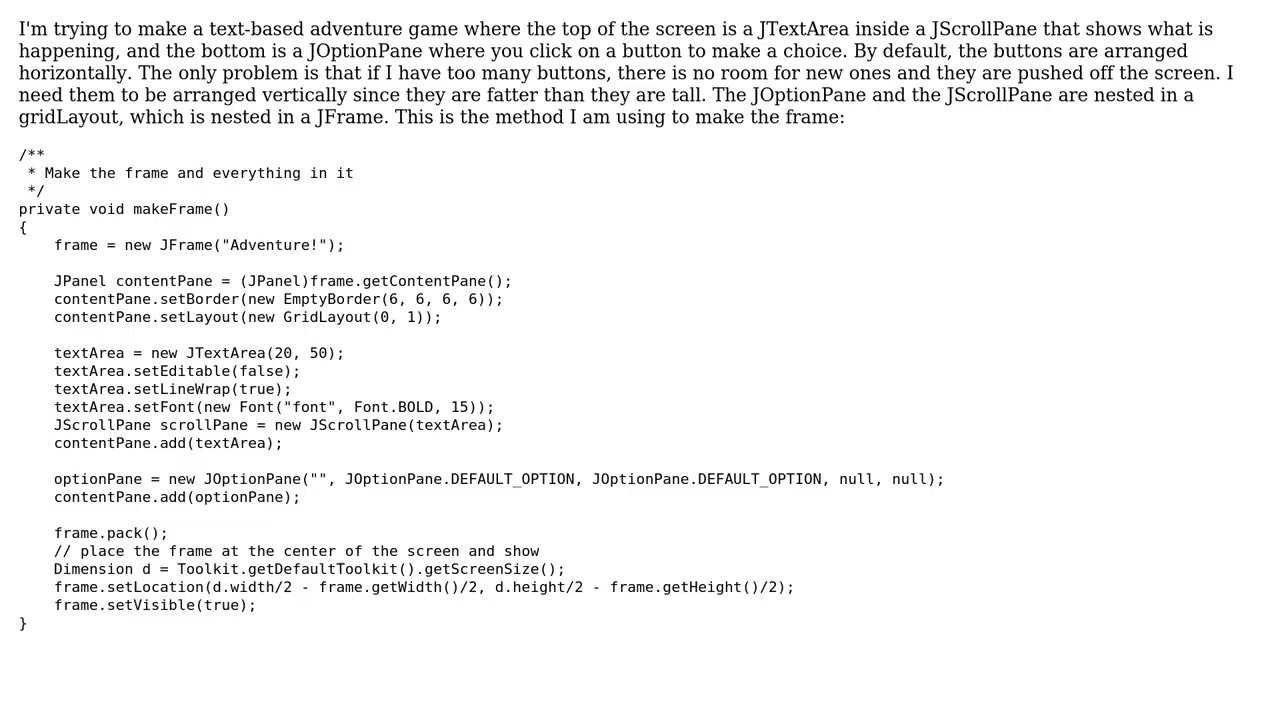 I'm trying to make a text-based adventure game where the top of the screen is a JTextArea inside a JScrollPane that shows what is
happening, and the bottom is a JOptionPane where you click on a button to make a choice. By default, the buttons are arranged
horizontally. The only problem is that if I have too many buttons, there is no room for new ones and they are pushed off the screen. I
need them to be arranged vertically since they are fatter than they are tall. The JOptionPane and the JScrollPane are nested in a
gridLayout, which is nested in a JFrame. This is the method I am using to make the frame:
/**
 * Make the frame and everything in it
 */
private void makeFrame()
{
    frame = new JFrame("Adventure!");

    JPanel contentPane = (JPanel)frame.getContentPane();
    contentPane.setBorder(new EmptyBorder(6, 6, 6, 6));
    contentPane.setLayout(new GridLayout(0, 1));

    textArea = new JTextArea(20, 50);
    textArea.setEditable(false);
    textArea.setLineWrap(true);
    textArea.setFont(new Font("font", Font.BOLD, 15));
    JScrollPane scrollPane = new JScrollPane(textArea);
    contentPane.add(textArea);

    optionPane = new JOptionPane("", JOptionPane.DEFAULT_OPTION, JOptionPane.DEFAULT_OPTION, null, null);
    contentPane.add(optionPane);

    frame.pack();
    // place the frame at the center of the screen and show
    Dimension d = Toolkit.getDefaultToolkit().getScreenSize();
    frame.setLocation(d.width/2 - frame.getWidth()/2, d.height/2 - frame.getHeight()/2);
    frame.setVisible(true);
}